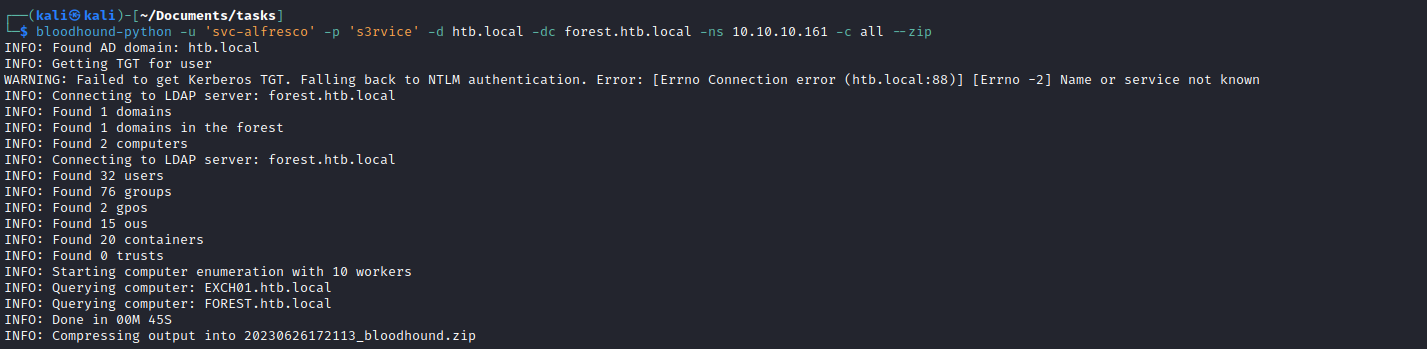 ┌──(kali㉿kali)-[~/Documents/tasks]
└─$ bloodhound-python -u 'svc-alfresco' -p 's3rvice' -d htb.local -dc forest.htb.local -ns 10.10.10.161 -c all --zip
INFO: Found AD domain: htb.local
INFO: Getting TGT for user
WARNING: Failed to get Kerberos TGT. Falling back to NTLM authentication. Error: [Errno Connection error (htb.local:88)] [Errno -2] Name or service not known
INFO: Connecting to LDAP server: forest.htb.local
INFO: Found 1 domains
INFO: Found 1 domains in the forest
INFO: Found 2 computers
INFO: Connecting to LDAP server: forest.htb.local
INFO: Found 32 users
INFO: Found 76 groups
INFO: Found 2 gpos
INFO: Found 15 ous
INFO: Found 20 containers
INFO: Found 0 trusts
INFO: Starting computer enumeration with 10 workers
INFO: Querying computer: EXCH01.htb.local
INFO: Querying computer: FOREST.htb.local
INFO: Done in 00M 45S
INFO: Compressing output into 20230626172113_bloodhound.zip